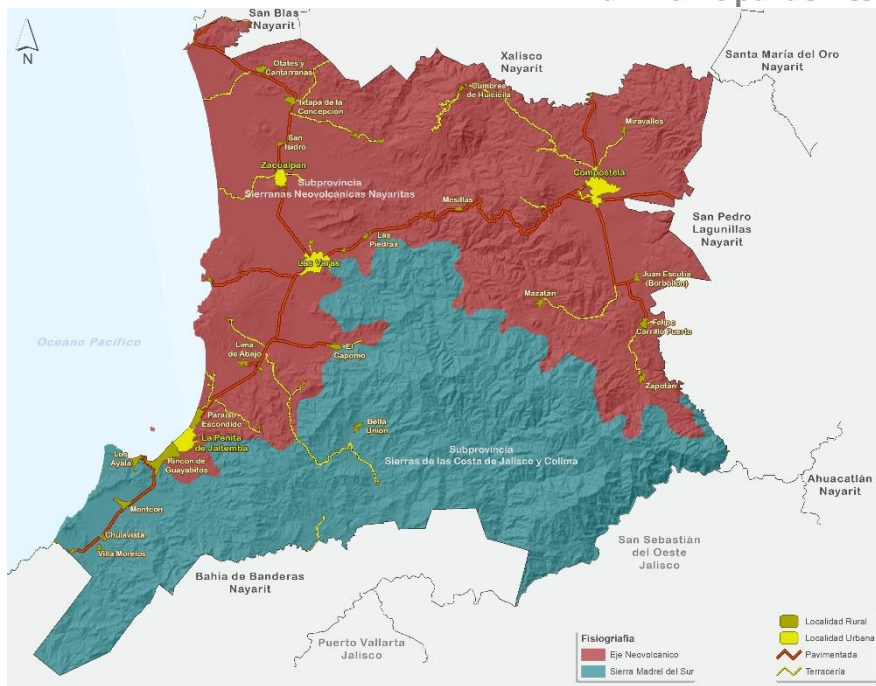 San Blas
Nayarit
N
Xalisco
Nayarit
Santa María del Oro
Nayarit
Otates y
Cantarranas
Cumbres
de Huicicila
Ixtapa de la
Concepción
Miravalles
San
Isidro
Zacualpan
Compostela
Subprovincia
Sierranas Neovolcánicas Nayaritas
Mesillas
San Pedro
Lagunillas
Nayarit
Las
Piedras
Las Varas
Juan Escutia
(Borbollón)
Mazatán
Felipe
Carrillo Puerto
Océano Pacífico
Lima
de Abajo
El
Capomo
Zapotán
Paraíso
Escondido
Bella
Unión
La Peñita
de Jaltemba
Subprovincia
Sierras de las Costa de Jalisco y Colima
Los
Ayala
Rincón de
Guayabitos
Ahuacatlán
Nayarit
Monteón
Chulavista
Villa Morelos
San Sebastián
del Oeste
Jalisco
Bahía de Banderas
Nayarit
Puerto Vallarta
Jalisco
Fisiografía
Eje Neovolcánico
Sierra Madrel del Sur
Localidad Rural
Localidad Urbana
Pavimentada
Terracería